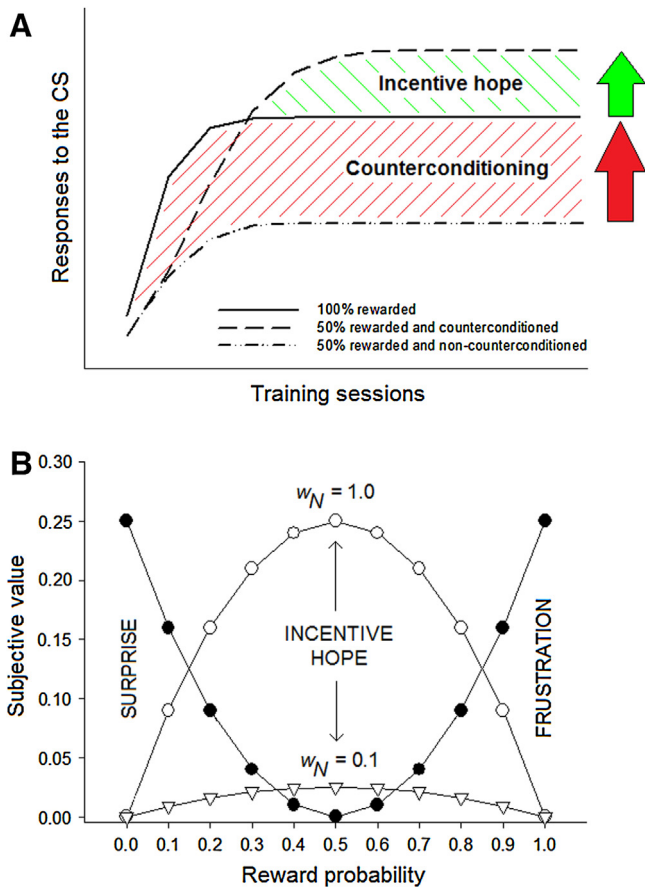 A
Responses to the CS
Incentive hope
Counterconditioning
100% rewarded
50% rewarded and counterconditioned
50% rewarded and non-counterconditioned
Training sessions
B
Subjective value
0.30
0.25
0.20
0.15
0.10
0.05
0.00
wN = 1.0
SURPRISE
INCENTIVE
HOPE
FRUSTRATION
wN = 0.1
0.0 0.1 0.2 0.3 0.4 0.5 0.6 0.7 0.8 0.9 1.0
Reward probability